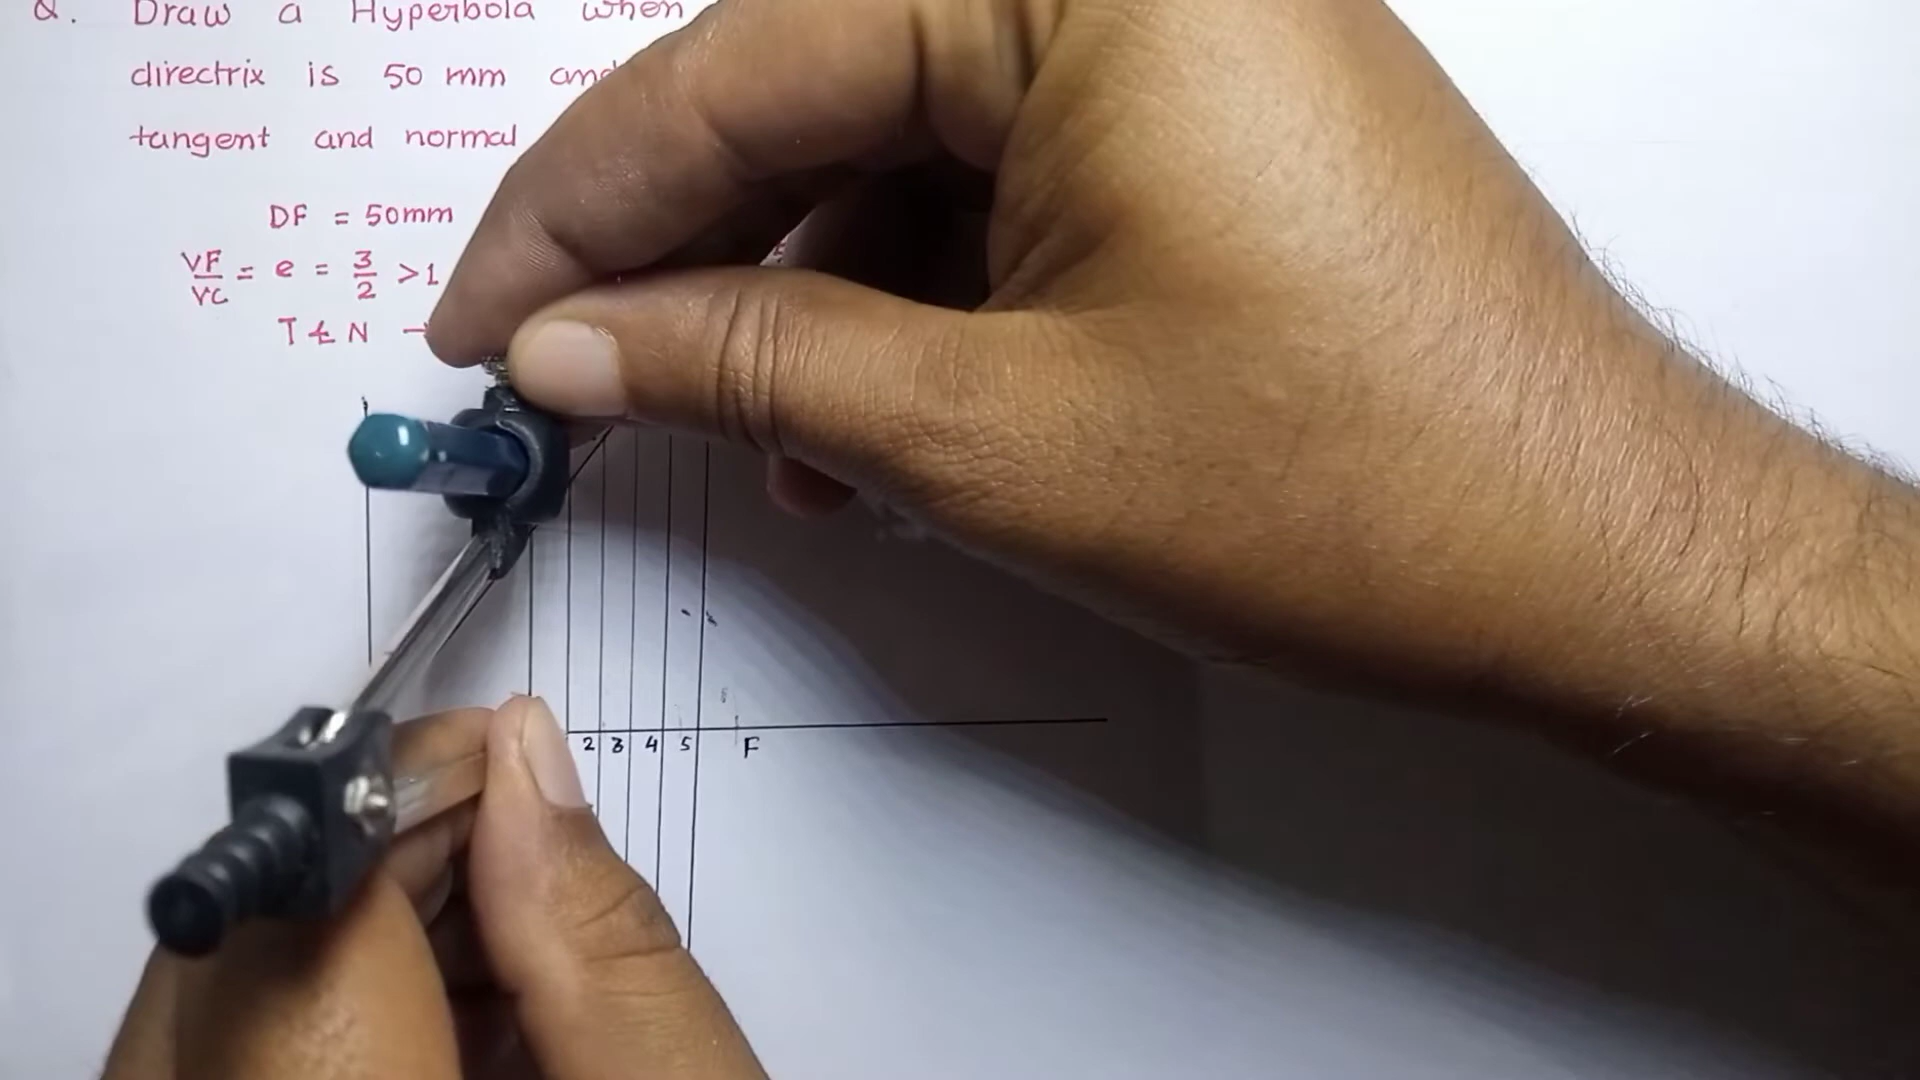 Q. Draw a Hyperbola when
directrix is 50 mm and
tangent and normal
DF = 50mm
VF/VC = e = 3/2 >1
T & N →
2 3 4 5 F